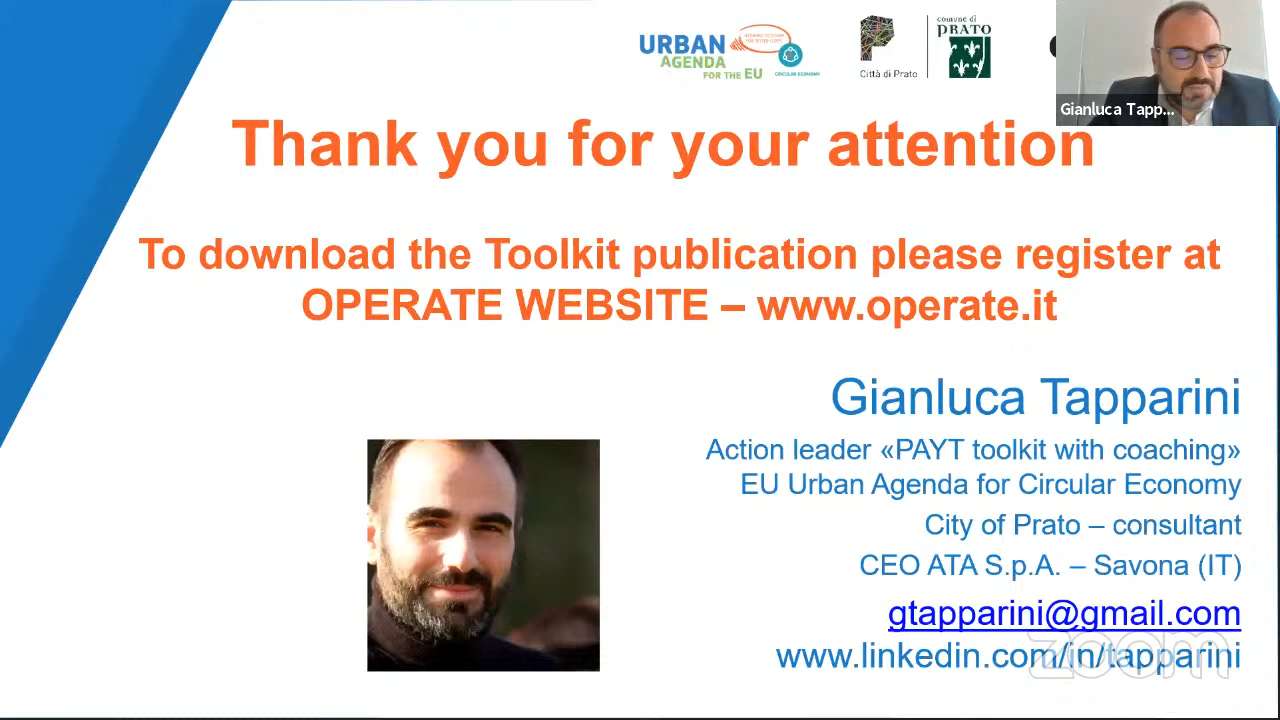 URBAN
AGENDA
FOR THE EU
CIRCULAR ECONOMY
Città di Prato
comune di
PRATO
Gianluca Tapp...
Thank you for your attention
To download the Toolkit publication please register at
OPERATE WEBSITE – www.operate.it
Gianluca Tapparini
Action leader «PAYT toolkit with coaching»
EU Urban Agenda for Circular Economy
City of Prato – consultant
CEO ATA S.p.A. – Savona (IT)
gtapparini@gmail.com
www.linkedin.com/in/tapparini
zoom